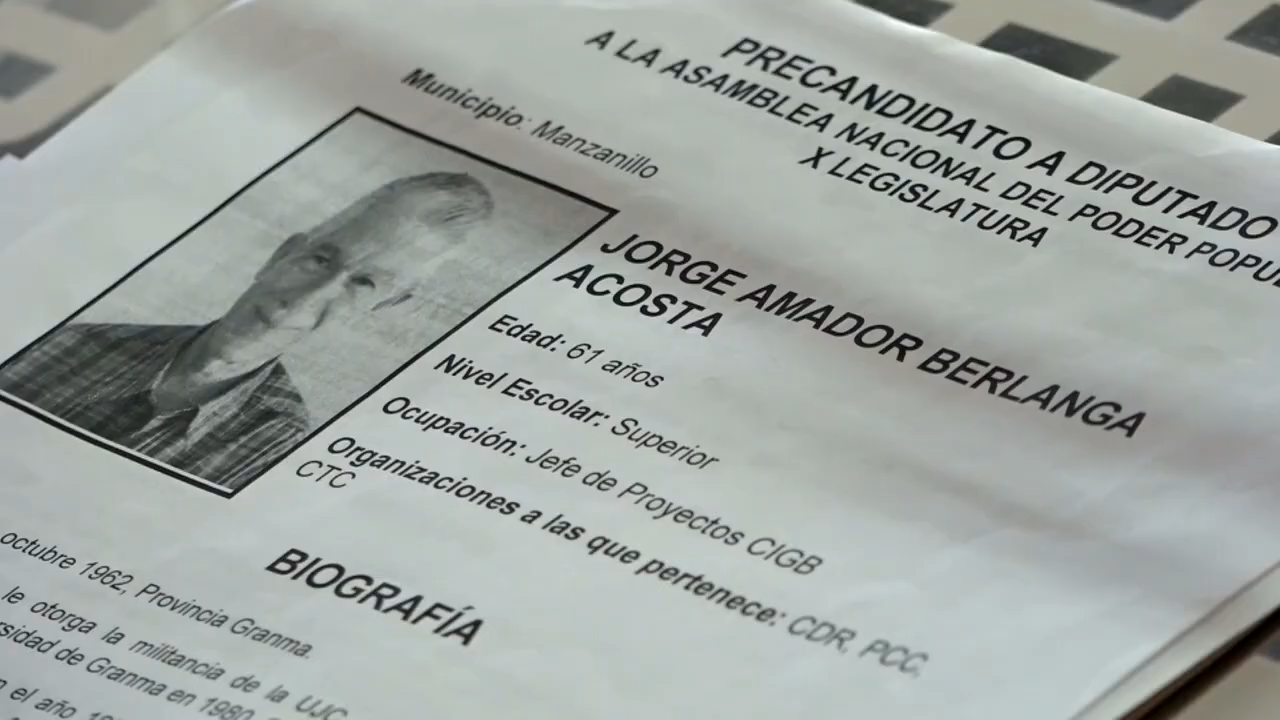 PRECANDIDATO A DIPUTADO
A LA ASAMBLEA NACIONAL DEL PODER POPU
X LEGISLATURA
Municipio: Manzanillo
JORGE AMADOR BERLANGA
ACOSTA
Edad: 61 años
Nivel Escolar: Superior
Ocupación: Jefe de Proyectos CIGB
Organizaciones a las que pertenece: CDR, PCC,
CTC
BIOGRAFÍA
octubre 1962, Provincia Granma.
le otorga la militancia de la UJC
rsidad de Granma en 1980
el año